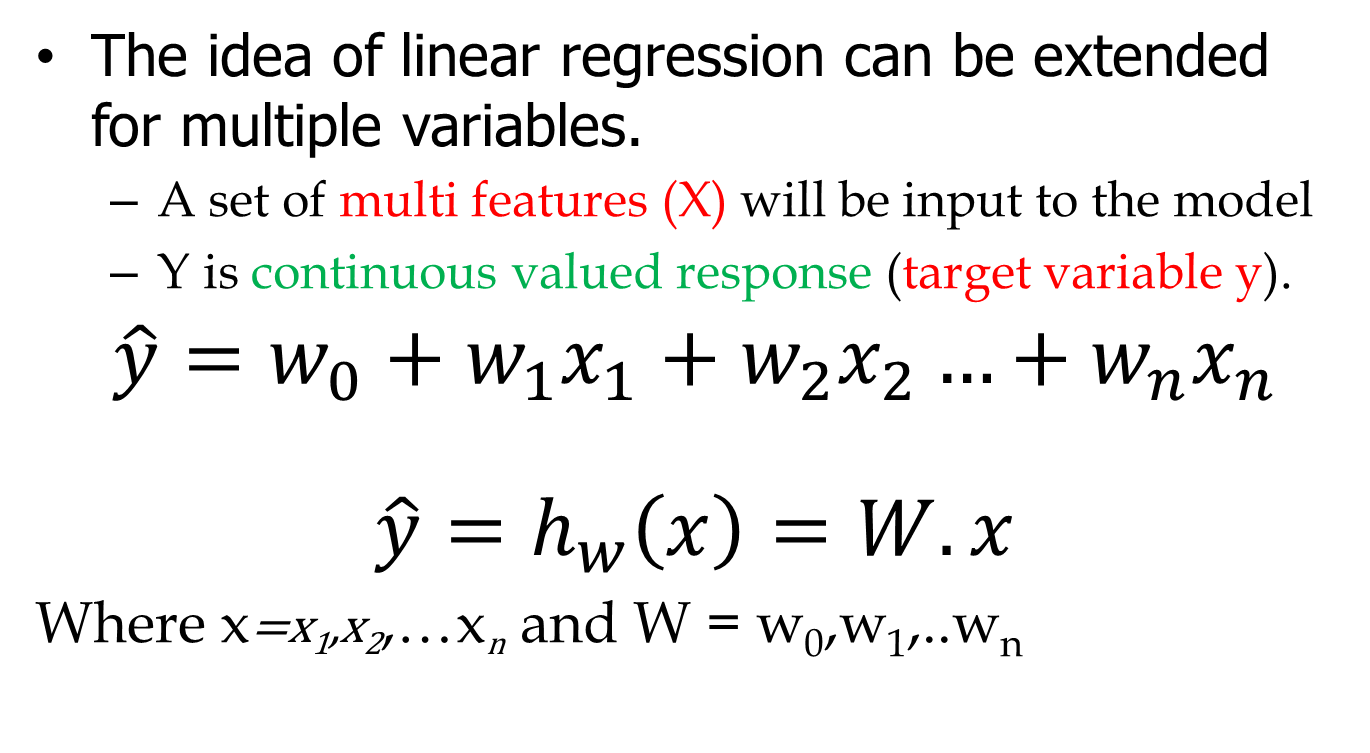 • The idea of linear regression can be extended
for multiple variables.
– A set of multi features (X) will be input to the model
– Y is continuous valued response (target variable y).
ŷ = w₀ + w₁x₁ + w₂x₂ … + wₙxₙ
ŷ = h_w(x) = W. x
Where x=x₁,x₂,…xₙ and W = w₀,w₁,..wₙ